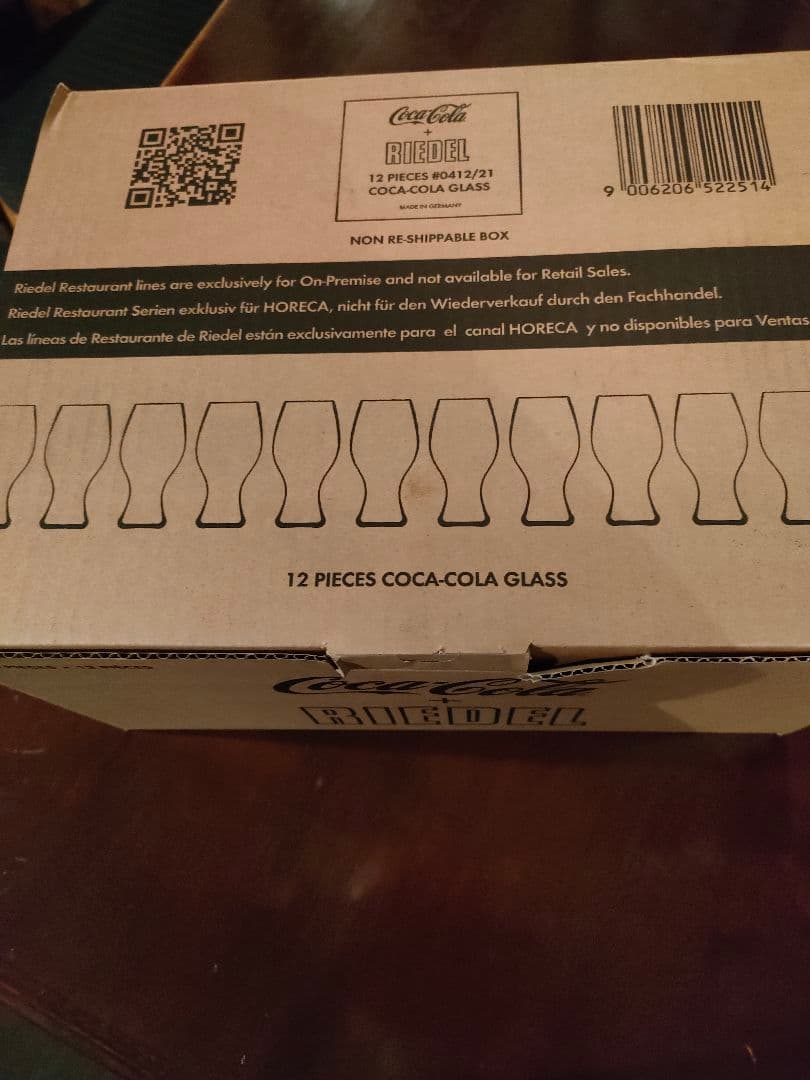 Coca-Cola
+
RIEDEL
12 PIECES #0412/21
COCA-COLA GLASS
MADE IN GERMANY
9 006206 522514
NON RE-SHIPPABLE BOX
Riedel Restaurant lines are exclusively for On-Premise and not available for Retail Sales.
Riedel Restaurant Serien exklusiv für HORECA, nicht für den Wiederverkauf durch den Fachhandel.
Las líneas de Restaurante de Riedel están exclusivamente para el canal HORECA y no disponibles para Ventas
12 PIECES COCA-COLA GLASS
Coca-Cola
+
RIEDEL